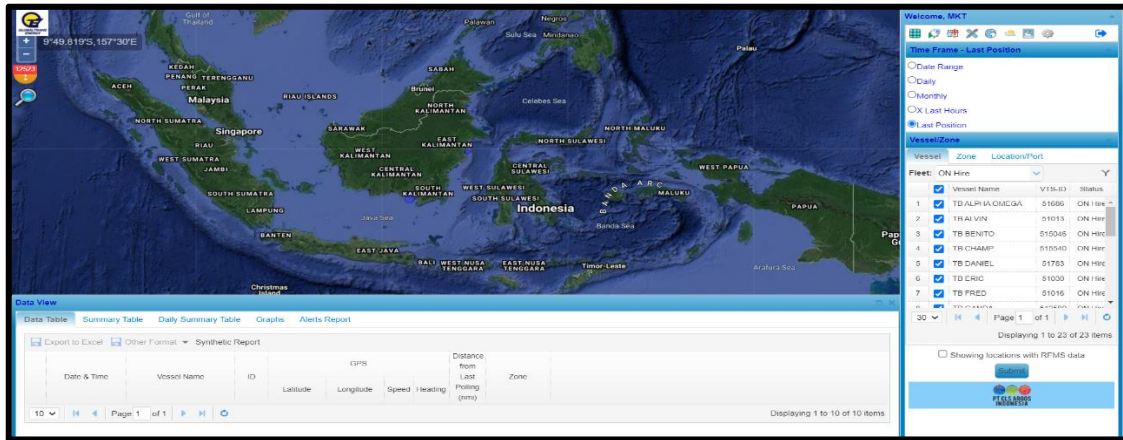 GLOBAL TRANS ENERGY
9°49.819'S,157°30'E
12523
Gulf of Thailand
Palawan
Negros
Sulu Sea
Mindanao
Palau
KEDAH
PENANG
TERENGGANU
PERAK
ACEH
Malaysia
SABAH
Brunei
RIAU ISLANDS
NORTH KALIMANTAN
Celebes Sea
NORTH SUMATRA
Singapore
SARAWAK
NORTH MALUKU
RIAU
EAST KALIMANTAN
NORTH SULAWESI
WEST SUMATRA
WEST KALIMANTAN
JAMBI
CENTRAL KALIMANTAN
CENTRAL SULAWESI
WEST PAPUA
SOUTH SUMATRA
SOUTH KALIMANTAN
WEST SULAWESI
SOUTH SULAWESI
BANDA ARC
MALUKU
LAMPUNG
Indonesia
PAPUA
Java Sea
Banda Sea
BANTEN
EAST JAVA
BALI
WEST NUSA TENGGARA
EAST NUSA TENGGARA
Timor-Leste
Arafura Sea
Christmas Island
Welcome, MKT
Time Frame - Last Position
Date Range
Daily
Monthly
X Last Hours
Last Position
Vessel/Zone
Vessel Zone Location/Port
Fleet: ON Hire
Vessel Name VTS-ID Status
1 TB ALPHA OMEGA 51686 ON Hire
2 TB ALVIN 51013 ON Hire
3 TB BENITO 515046 ON Hire
4 TB CHAMP 515540 ON Hire
5 TB DANIEL 51783 ON Hire
6 TB ERIC 51030 ON Hire
7 TB FRED 51016 ON Hire
30 Page 1 of 1
Displaying 1 to 23 of 23 items
Showing locations with RFMS data
Submit
PT CLS ARGOS
INDONESIA
Data View
Data Table Summary Table Daily Summary Table Graphs Alerts Report
Export to Excel Other Format Synthetic Report
Date & Time Vessel Name ID GPS Latitude Longitude Speed Heading Distance from Last Polling (nmi) Zone
10 Page 1 of 1
Displaying 1 to 10 of 10 items